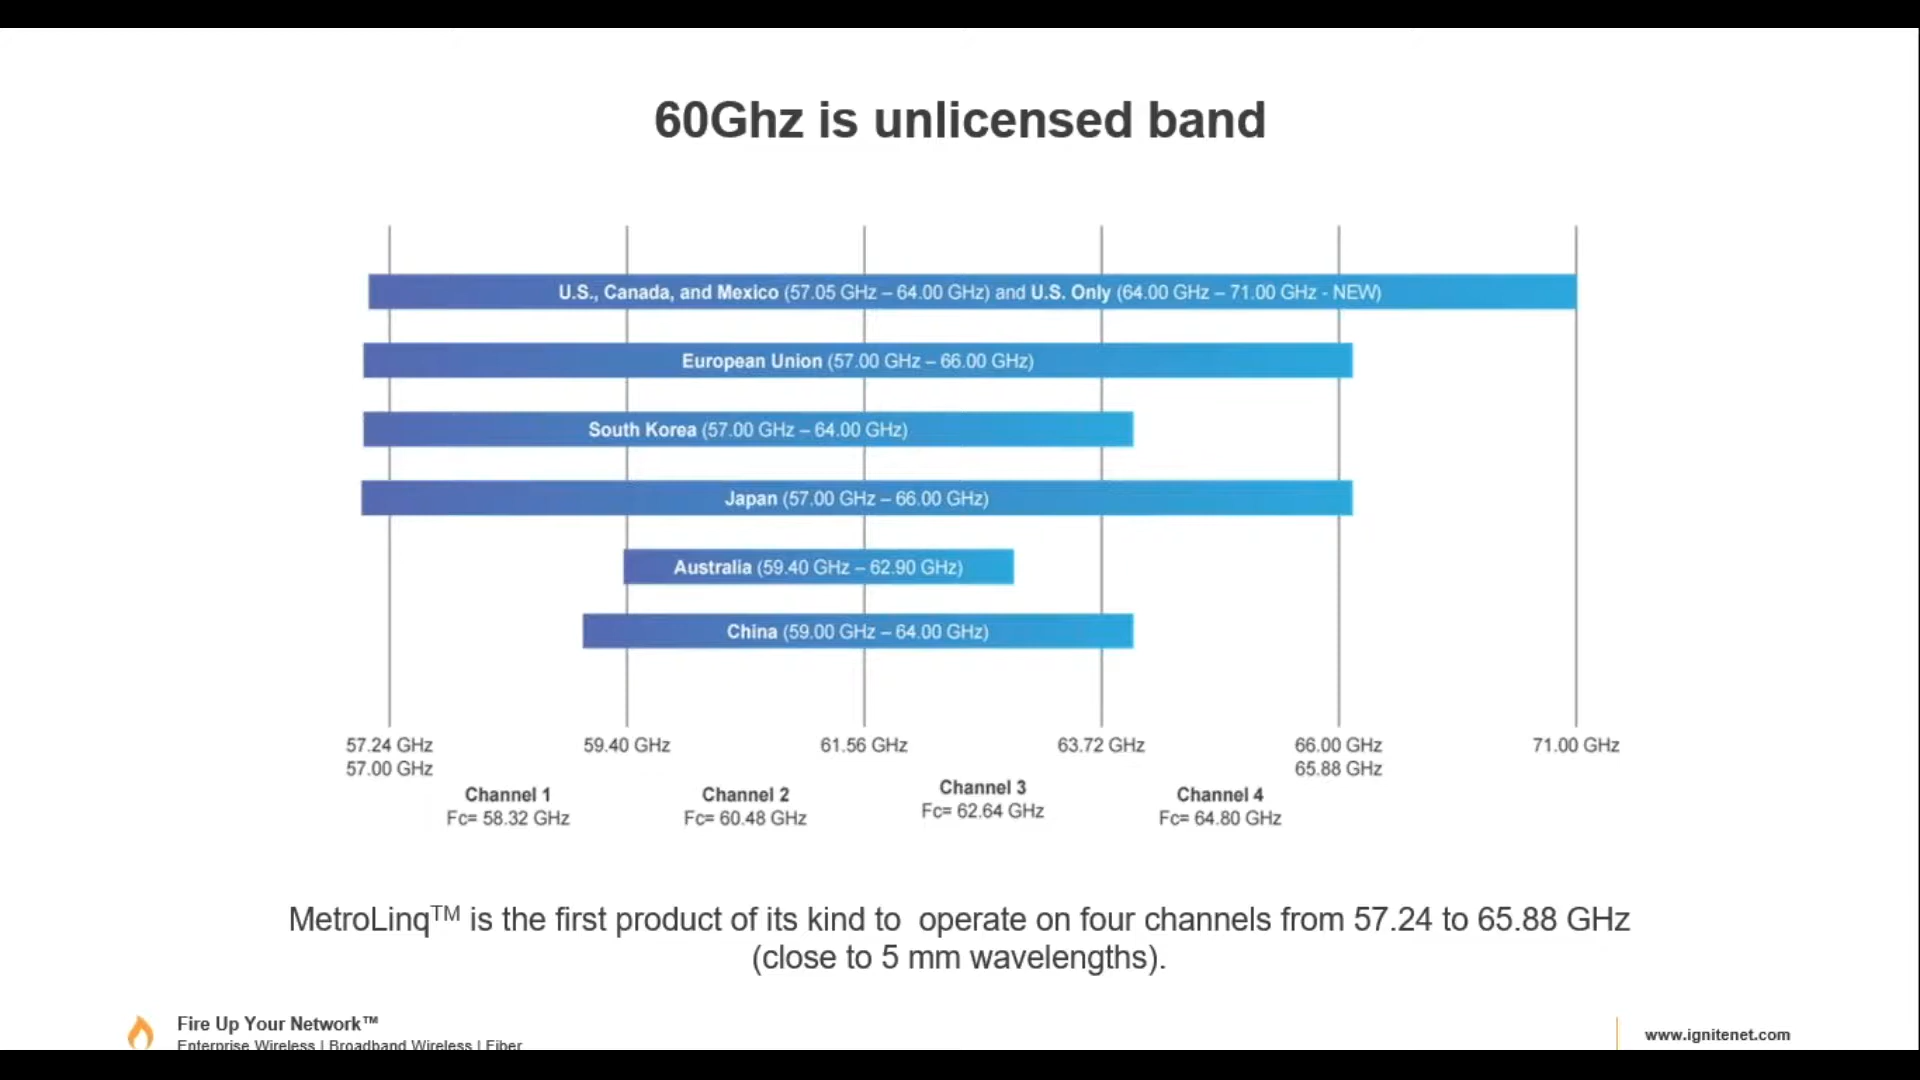 60Ghz is unlicensed band
U.S., Canada, and Mexico (57.05 GHz – 64.00 GHz) and U.S. Only (64.00 GHz – 71.00 GHz - NEW)
European Union (57.00 GHz – 66.00 GHz)
South Korea (57.00 GHz – 64.00 GHz)
Japan (57.00 GHz – 66.00 GHz)
Australia (59.40 GHz – 62.90 GHz)
China (59.00 GHz – 64.00 GHz)
57.24 GHz
57.00 GHz
59.40 GHz
61.56 GHz
63.72 GHz
66.00 GHz
65.88 GHz
71.00 GHz
Channel 1
Fc= 58.32 GHz
Channel 2
Fc= 60.48 GHz
Channel 3
Fc= 62.64 GHz
Channel 4
Fc= 64.80 GHz
MetroLinq™ is the first product of its kind to  operate on four channels from 57.24 to 65.88 GHz
(close to 5 mm wavelengths).
Fire Up Your Network™
Enterprise Wireless | Broadband Wireless | Fiber
www.ignitenet.com